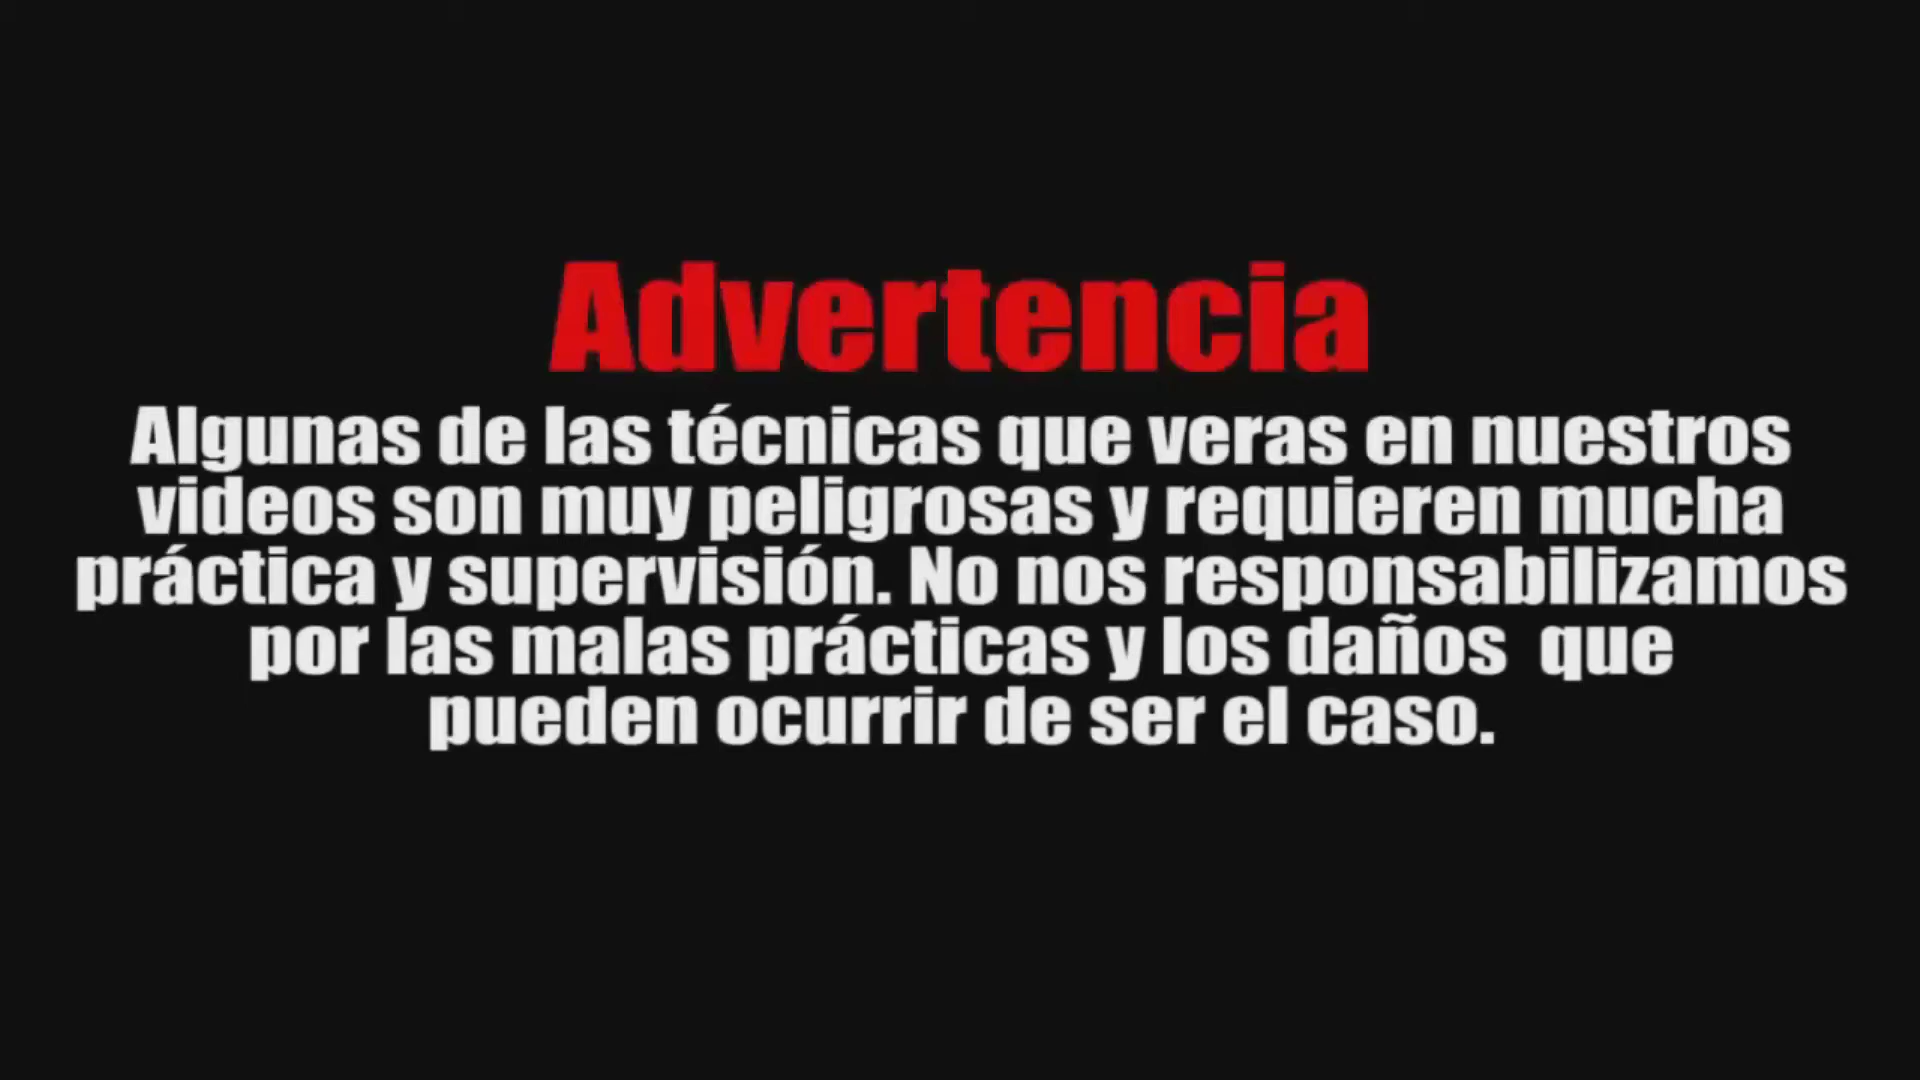 Advertencia
Algunas de las técnicas que veras en nuestros
videos son muy peligrosas y requieren mucha
práctica y supervisión. No nos responsabilizamos
por las malas prácticas y los daños  que
pueden ocurrir de ser el caso.